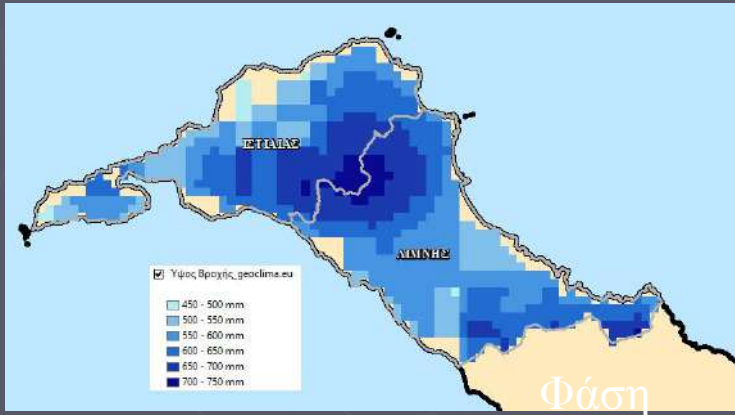 ΙΣΤΙΑΙΑΣ
ΛΙΜΝΗΣ
Ύψος Βροχής_geoclima.eu
450 - 500 mm
500 - 550 mm
550 - 600 mm
600 - 650 mm
650 - 700 mm
700 - 750 mm
Φάση